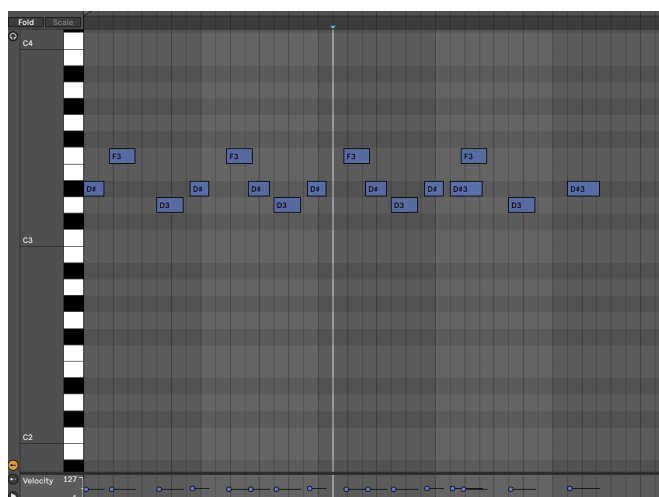 Fold Scale
C4
F3 F3 F3 F3
D# D# D# D# D# D# D#3 D#3
D3 D3 D3 D3
C3
C2
Velocity 127